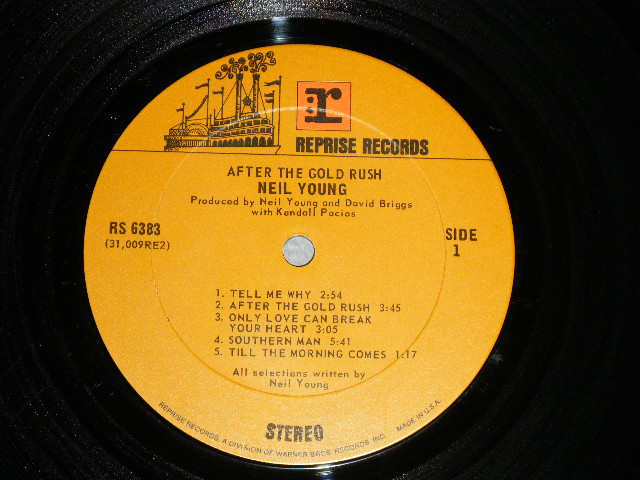 :r
REPRISE RECORDS
AFTER THE GOLD RUSH
NEIL YOUNG
Produced by Neil Young and David Briggs
with Kendall Pacios
RS 6383
(31,009RE2)
SIDE
1
1. TELL ME WHY 2:54
2. AFTER THE GOLD RUSH 3:45
3. ONLY LOVE CAN BREAK
YOUR HEART 3:05
4. SOUTHERN MAN 5:41
5. TILL THE MORNING COMES 1:17
All selections written by
Neil Young
STEREO
REPRISE RECORDS, A DIVISION OF WARNER BROS. RECORDS, INC.
MADE IN U.S.A.